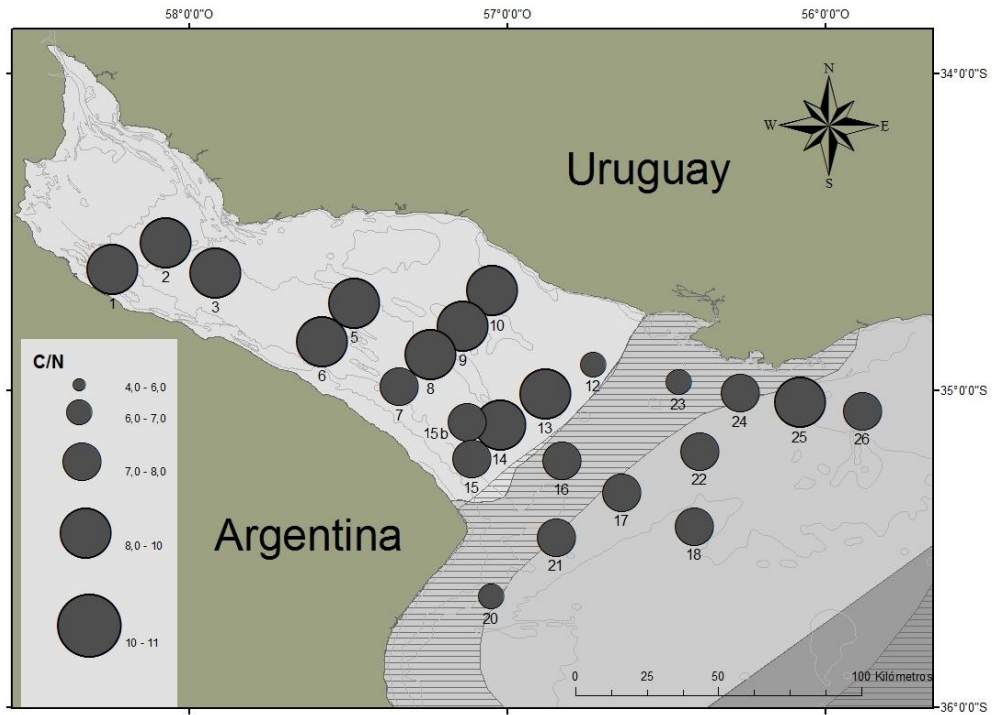 58°0'0"O 57°0'0"O 56°0'0"O
34°0'0"S
N
W E
S
Uruguay
2
1
3
5
10
9
6
8
7
12
23
13
24
25
26
15b
14
22
15
16
17
18
21
20
35°0'0"S
C/N
4,0 - 6,0
6,0 - 7,0
7,0 - 8,0
8,0 - 10
10 - 11
Argentina
0 25 50 100 Kilómetros
36°0'0"S